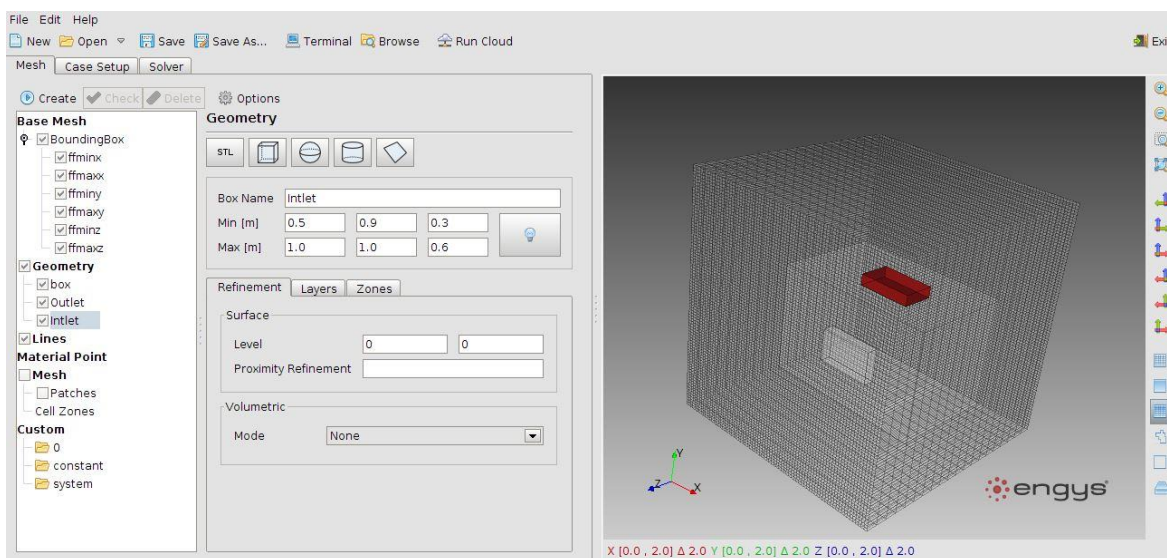 File Edit Help
New Open Save Save As... Terminal Browse Run Cloud Exi
Mesh Case Setup Solver
Create Check Delete Options
Base Mesh
BoundingBox
ffminx
ffmaxx
ffminy
ffmaxy
ffminz
ffmaxz
Geometry
box
Outlet
Intlet
Lines
Material Point
Mesh
Patches
Cell Zones
Custom
0
constant
system
Geometry
STL
Box Name Intlet
Min [m] 0.5 0.9 0.3
Max [m] 1.0 1.0 0.6
Refinement Layers Zones
Surface
Level 0 0
Proximity Refinement
Volumetric
Mode None
Y
Z X
engys
X [0.0 , 2.0] Δ 2.0 Y [0.0 , 2.0] Δ 2.0 Z [0.0 , 2.0] Δ 2.0